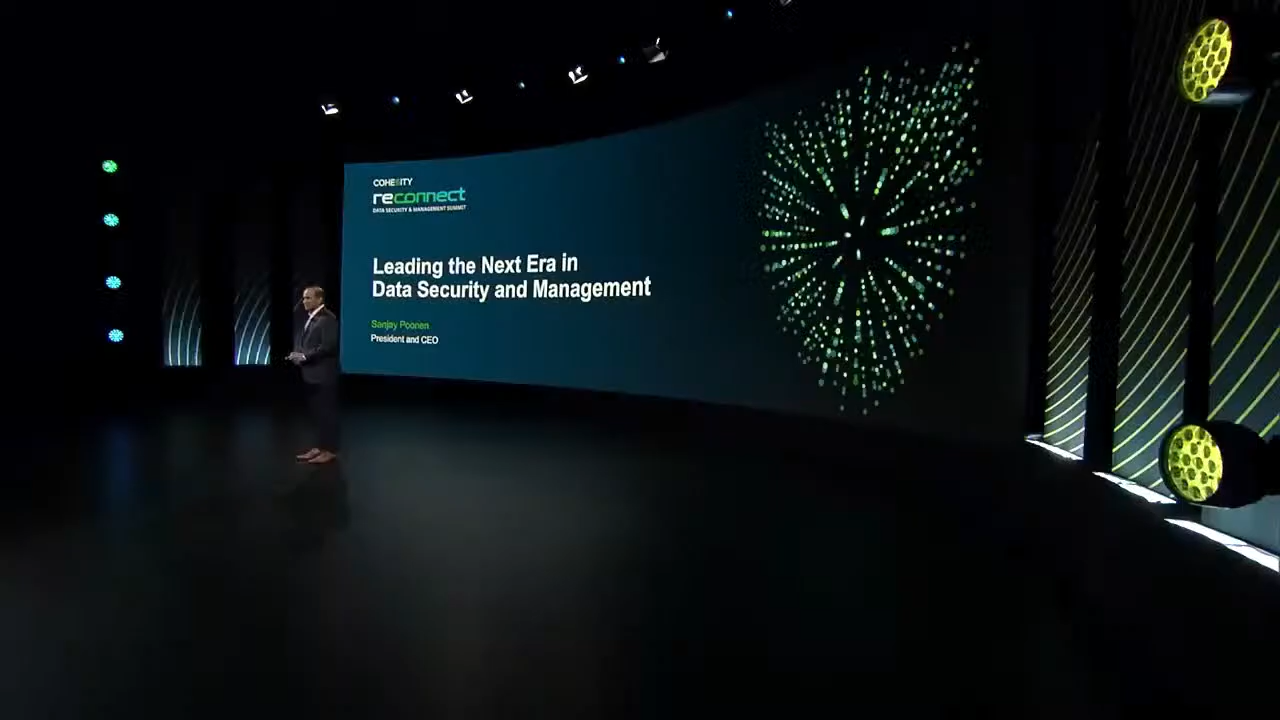 COHESITY
reconnect
DATA SECURITY & MANAGEMENT SUMMIT
Leading the Next Era in
Data Security and Management
Sanjay Poonen
President and CEO